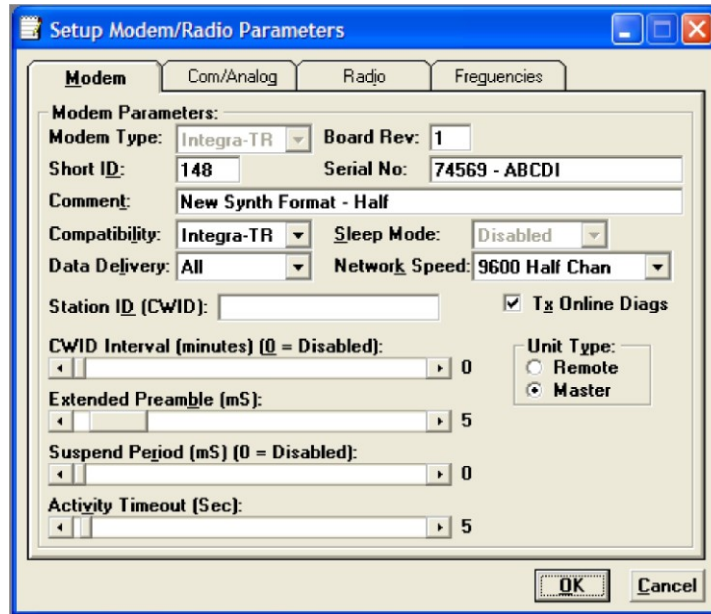 Setup Modem/Radio Parameters
Modem Com/Analog Radio Freguencies
Modem Parameters:
Modem Type: Integra-TR Board Rev: 1
Short ID: 148 Serial No: 74569 - ABCDI
Comment: New Synth Format - Half
Compatibility: Integra-TR Sleep Mode: Disabled
Data Delivery: All Network Speed: 9600 Half Chan
Station ID (CWID): Tx Online Diags
CWID Interval (minutes) (0 = Disabled):
0
Unit Type:
Remote
Master
Extended Preamble (mS):
5
Suspend Period (mS) (0 = Disabled):
0
Activity Timeout (Sec):
5
OK Cancel